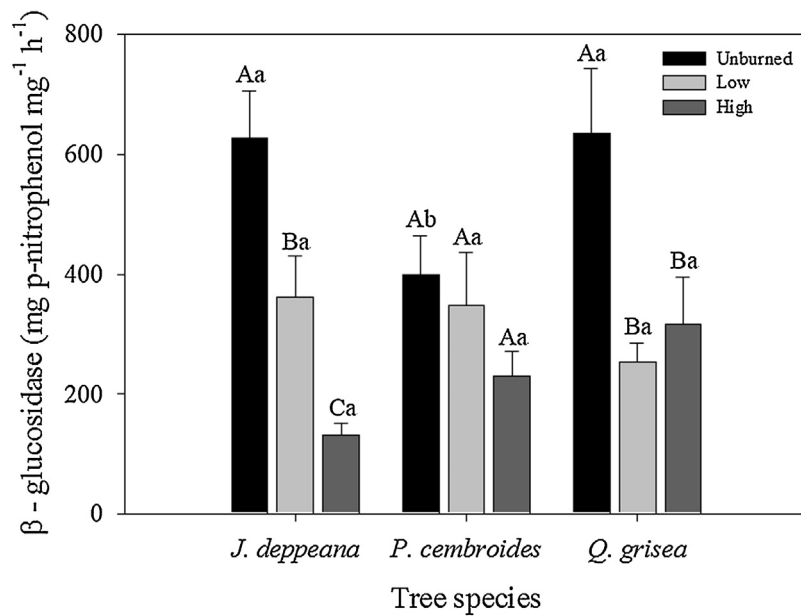 β - glucosidase (mg p-nitrophenol mg⁻¹ h⁻¹)
800
600
400
200
0
Unburned
Low
High
Aa
Ba
Ca
Ab
Aa
Aa
Aa
Ba
Ba
J. deppeana
P. cembroides
Q. grisea
Tree species